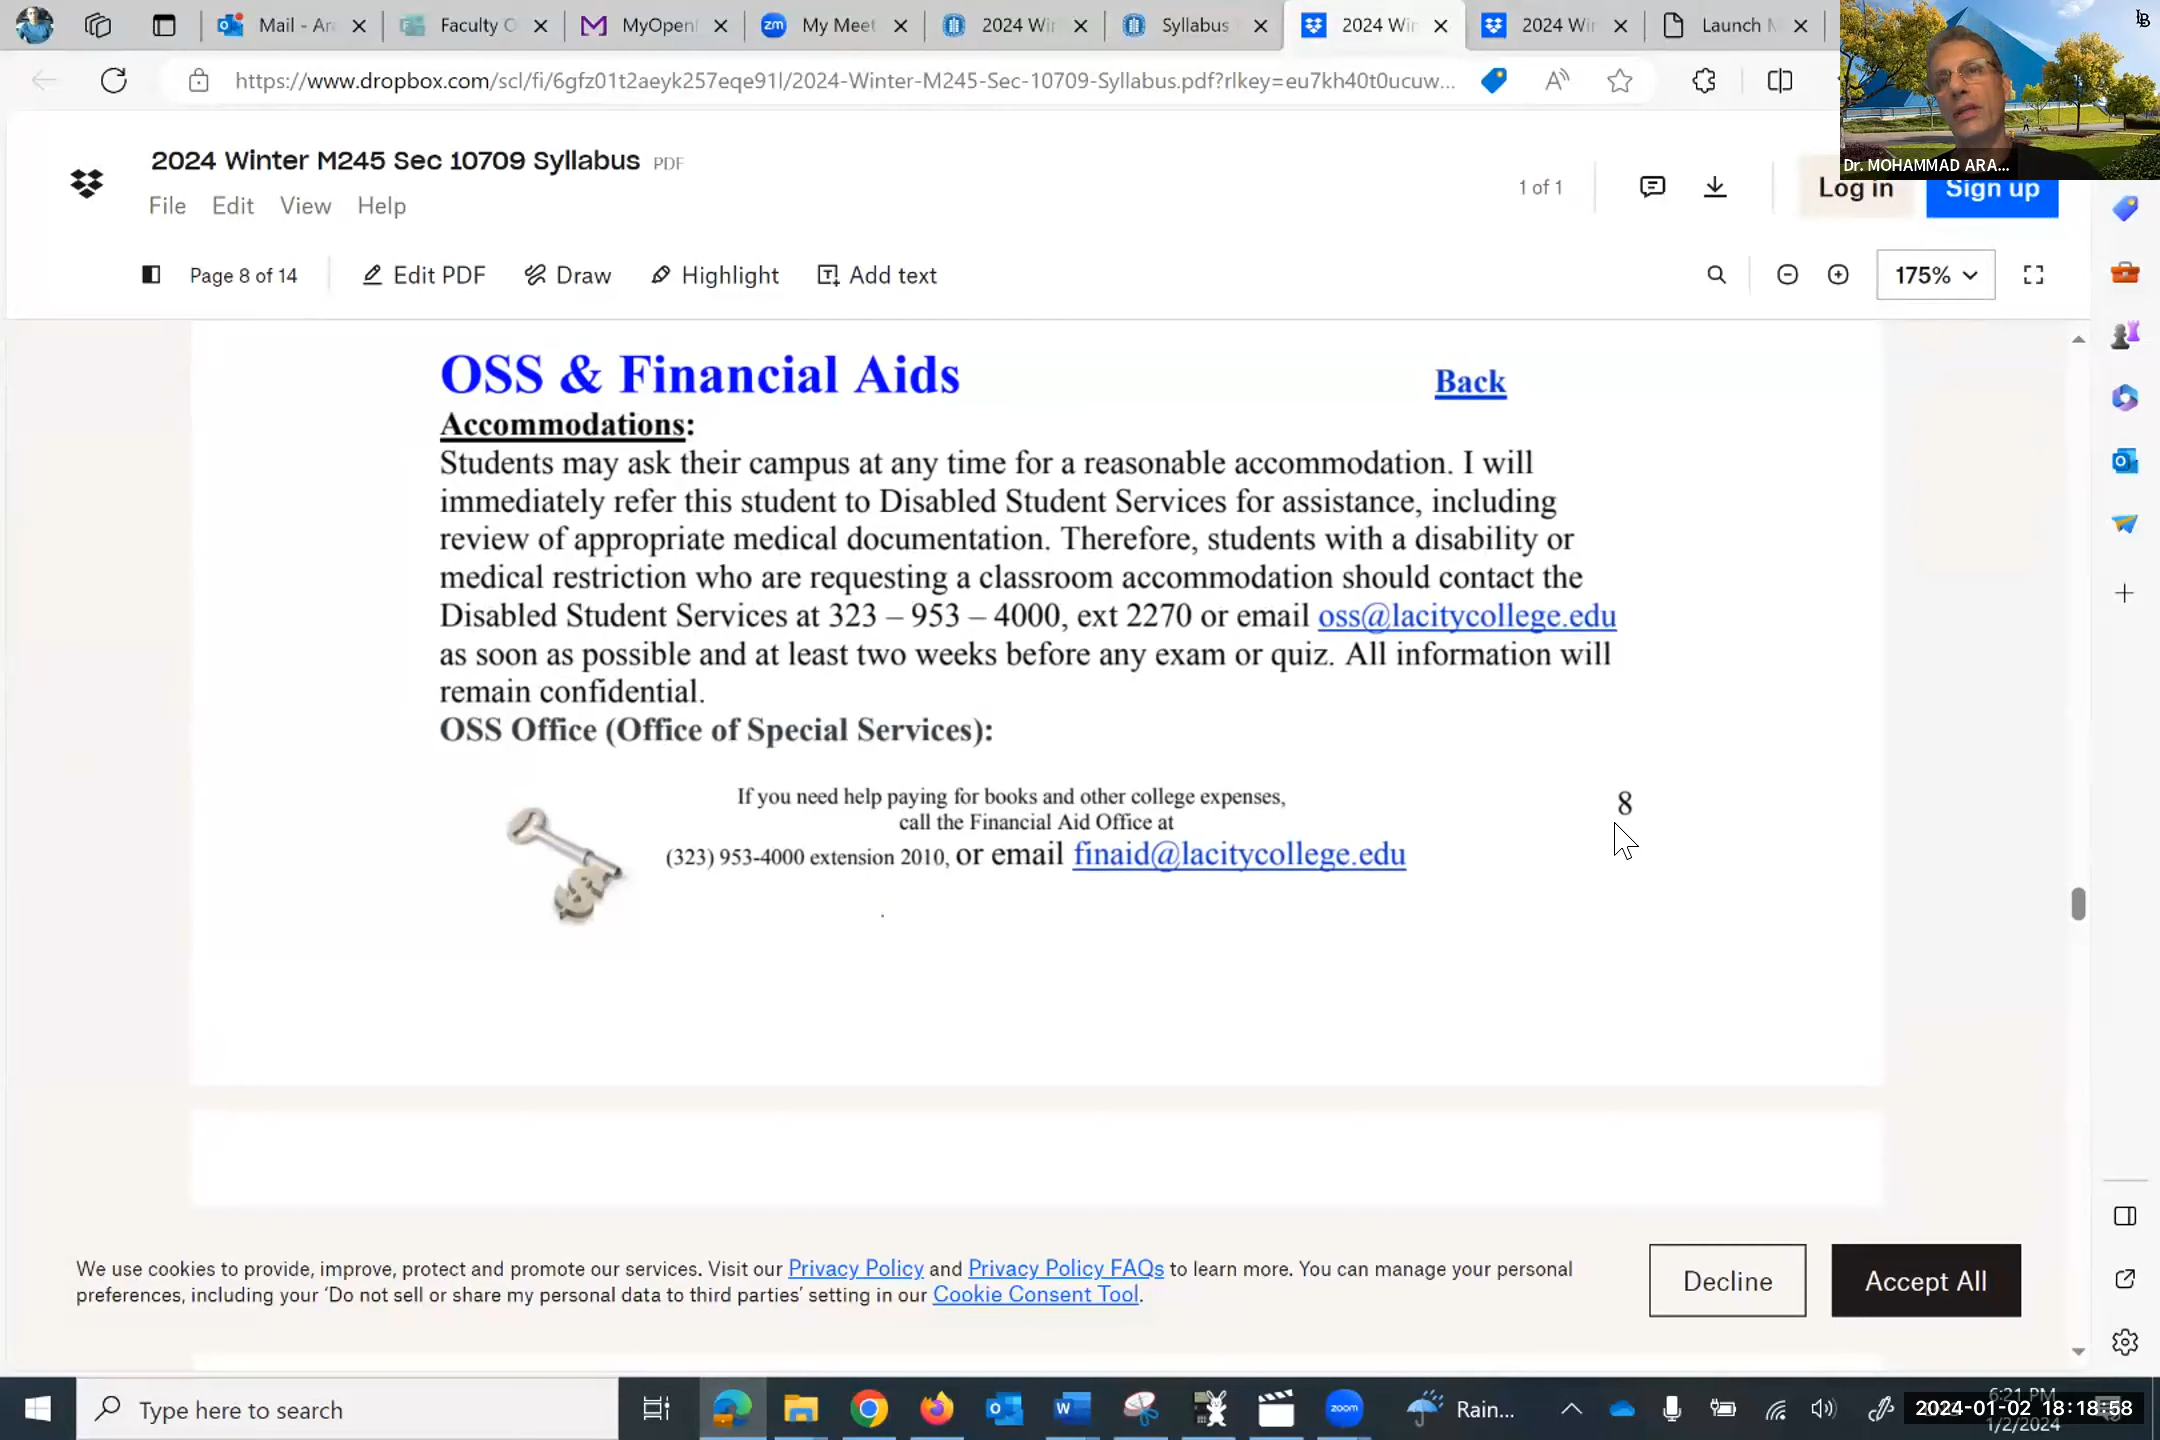 Mail - Ar
Faculty O
MyOpen
zm
My Meet
2024 Win
Syllabus
2024 Win
2024 Win
Launch M
https://www.dropbox.com/scl/fi/6gfz01t2aeyk257eqe91l/2024-Winter-M245-Sec-10709-Syllabus.pdf?rlkey=eu7kh40t0ucuw...
Dr. MOHAMMAD ARA...
2024 Winter M245 Sec 10709 Syllabus PDF
File Edit View Help
1 of 1
Log in
Sign up
Page 8 of 14
Edit PDF
Draw
Highlight
Add text
175%
OSS & Financial Aids
Back
Accommodations:
Students may ask their campus at any time for a reasonable accommodation. I will
immediately refer this student to Disabled Student Services for assistance, including
review of appropriate medical documentation. Therefore, students with a disability or
medical restriction who are requesting a classroom accommodation should contact the
Disabled Student Services at 323 – 953 – 4000, ext 2270 or email oss@lacitycollege.edu
as soon as possible and at least two weeks before any exam or quiz. All information will
remain confidential.
OSS Office (Office of Special Services):
If you need help paying for books and other college expenses,
call the Financial Aid Office at
(323) 953-4000 extension 2010, or email finaid@lacitycollege.edu
8
We use cookies to provide, improve, protect and promote our services. Visit our Privacy Policy and Privacy Policy FAQs to learn more. You can manage your personal
preferences, including your ‘Do not sell or share my personal data to third parties’ setting in our Cookie Consent Tool.
Decline
Accept All
Type here to search
zoom
Rain...
6:21 PM
2024-01-02 18:18:58
1/2/2024